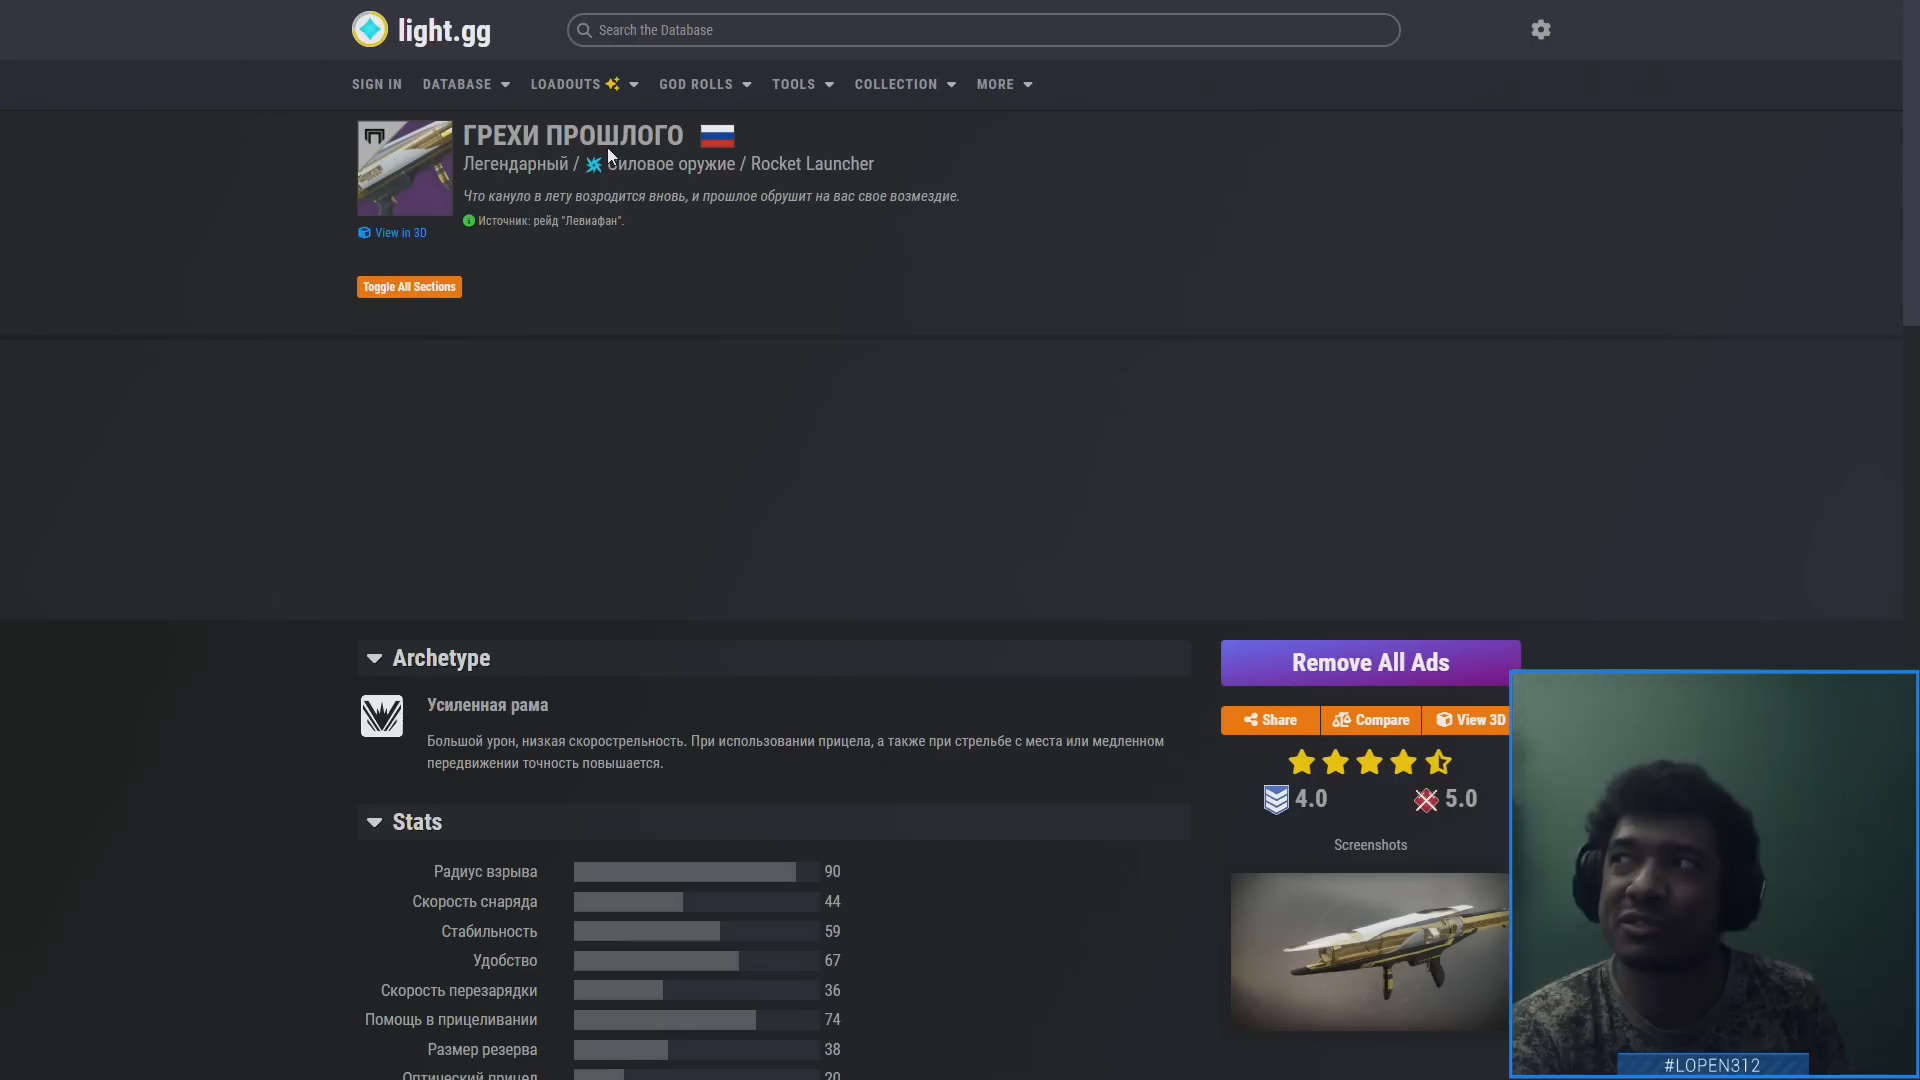 light.gg
Search the Database
SIGN IN DATABASE LOADOUTS GOD ROLLS TOOLS COLLECTION MORE
ГРЕХИ ПРОШЛОГО
Легендарный / Силовое оружие / Rocket Launcher
Что кануло в лету возродится вновь, и прошлое обрушит на вас свое возмездие.
Источник: рейд "Левиафан".
View in 3D
Toggle All Sections
Archetype
Усиленная рама
Большой урон, низкая скорострельность. При использовании прицела, а также при стрельбе с места или медленном
передвижении точность повышается.
Stats
Радиус взрыва 90
Скорость снаряда 44
Стабильность 59
Удобство 67
Скорость перезарядки 36
Помощь в прицеливании 74
Размер резерва 38
Оптический прицел 20
Remove All Ads
Share Compare View 3D
4.0 5.0
Screenshots
#LOPEN312